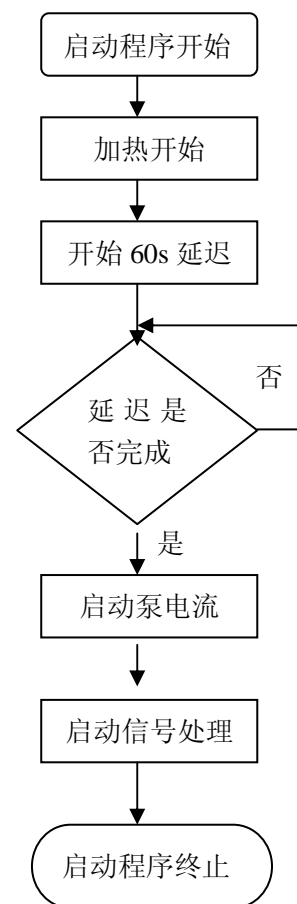 启动程序开始
加热开始
开始 60s 延迟
否
延 迟 是
否完成
是
启动泵电流
启动信号处理
启动程序终止